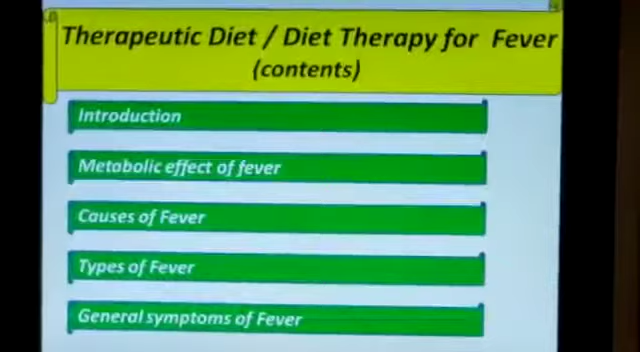 Therapeutic Diet / Diet Therapy for Fever
(contents)
Introduction
Metabolic effect of fever
Causes of Fever
Types of Fever
General symptoms of Fever